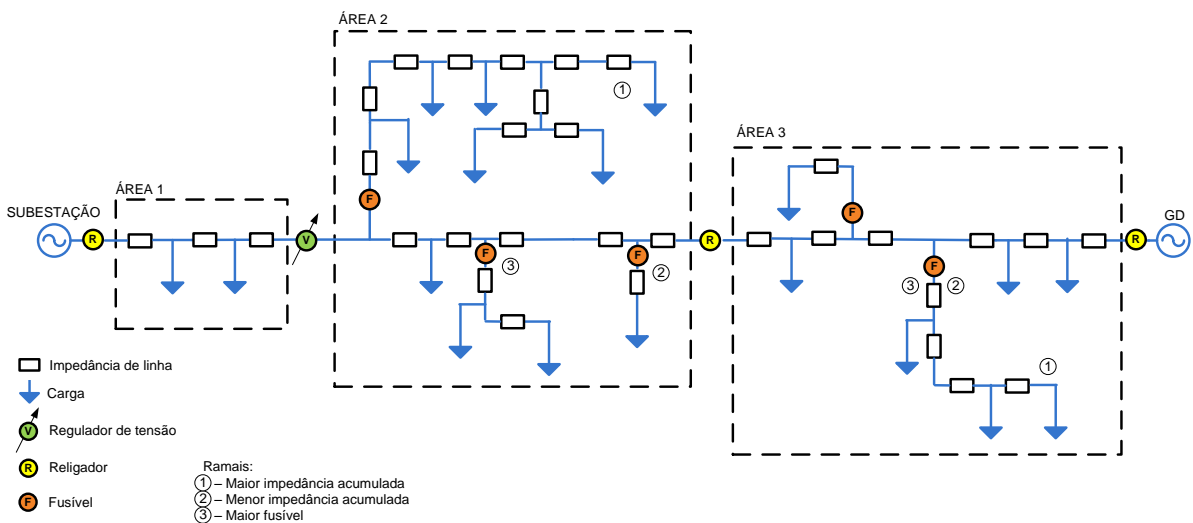 ÁREA 2
ÁREA 3
ÁREA 1
SUBESTAÇÃO
GD
R
V
F
F
F
R
F
F
R
1
3
2
3
2
1
Impedância de linha
Carga
V Regulador de tensão
R Religador
F Fusível
Ramais:
1 – Maior impedância acumulada
2 – Menor impedância acumulada
3 – Maior fusível